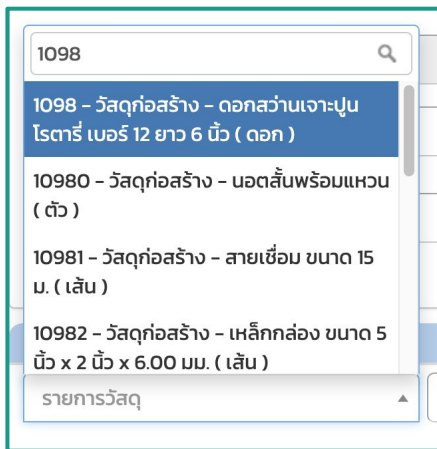 1098
1098 - วัสดุก่อสร้าง - ดอกสว่านเจาะปูน
โรตารี่ เบอร์ 12 ยาว 6 นิ้ว ( ดอก )
10980 - วัสดุก่อสร้าง - นอตสั้นพร้อมแหวน
( ตัว )
10981 - วัสดุก่อสร้าง - สายเชื่อม ขนาด 15
ม. ( เส้น )
10982 - วัสดุก่อสร้าง - เหล็กกล่อง ขนาด 5
นิ้ว x 2 นิ้ว x 6.00 มม. ( เส้น )
รายการวัสดุ